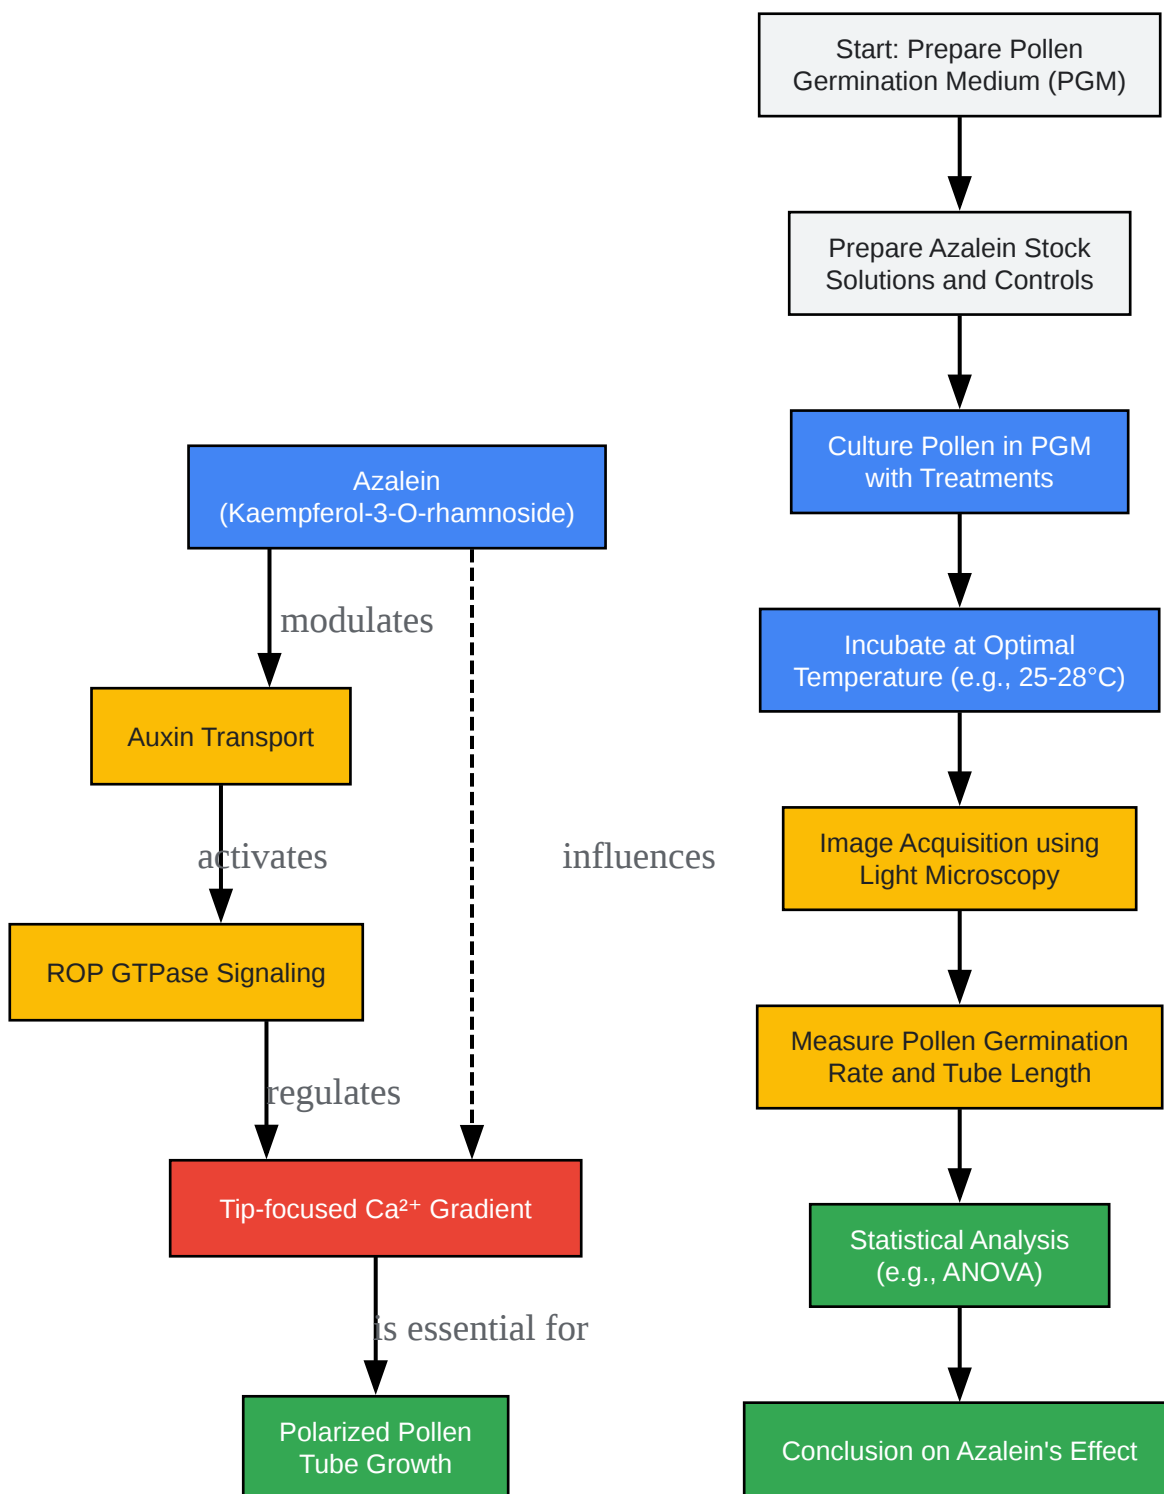 Azalein
(Kaempferol-3-O-rhamnoside)
modulates
Auxin Transport
activates
influences
ROP GTPase Signaling
regulates
Tip-focused Ca²⁺ Gradient
is essential for
Polarized Pollen
Tube Growth
Start: Prepare Pollen
Germination Medium (PGM)
Prepare Azalein Stock
Solutions and Controls
Culture Pollen in PGM
with Treatments
Incubate at Optimal
Temperature (e.g., 25-28°C)
Image Acquisition using
Light Microscopy
Measure Pollen Germination
Rate and Tube Length
Statistical Analysis
(e.g., ANOVA)
Conclusion on Azalein's Effect